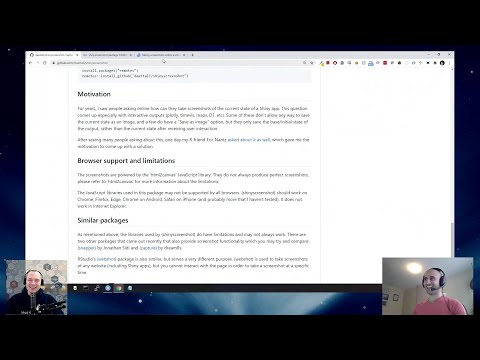 install.packages("remotes")
remotes::install_github("daattali/shinyscreenshot")
Motivation
For years, I saw people asking online how can they take screenshots of the current state of a Shiny app. This question
comes up especially with interactive outputs (plotly, timevis, maps, DT, etc). Some of these don't allow any way to save
the current state as an image, and a few do have a "Save as image" option, but they only save the base/initial state of
the output, rather than the current state after receiving user interaction.
After seeing many people asking about this, one day my R-friend Eric Nantz asked about it as well, which gave me the
motivation to come up with a solution.
Browser support and limitations
The screenshots are powered by the 'html2canvas' JavaScript library. They do not always produce perfect screenshots,
please refer to 'html2canvas' for more information about the limitations.
The JavaScript libraries used in this package may not be supported by all browsers. {shinyscreenshot} should work on
Chrome, Firefox, Edge, Chrome on Android, Safari on iPhone (and probably more that I haven't tested). It does not
work in Internet Explorer.
Similar packages
As mentioned above, the libraries used by {shinyscreenshot} do have limitations and may not always work. There are
two other packages that came out recently that also provide screenshot functionality which you may try and compare:
{snapper} by Jonathan Sidi and {capture} by dreamRs.
RStudio's {webshot} package is also similar, but serves a very different purpose. {webshot} is used to take screenshots
of any website (including Shiny apps), but you cannot interact with the page in order to take a screenshot at a specific
time.